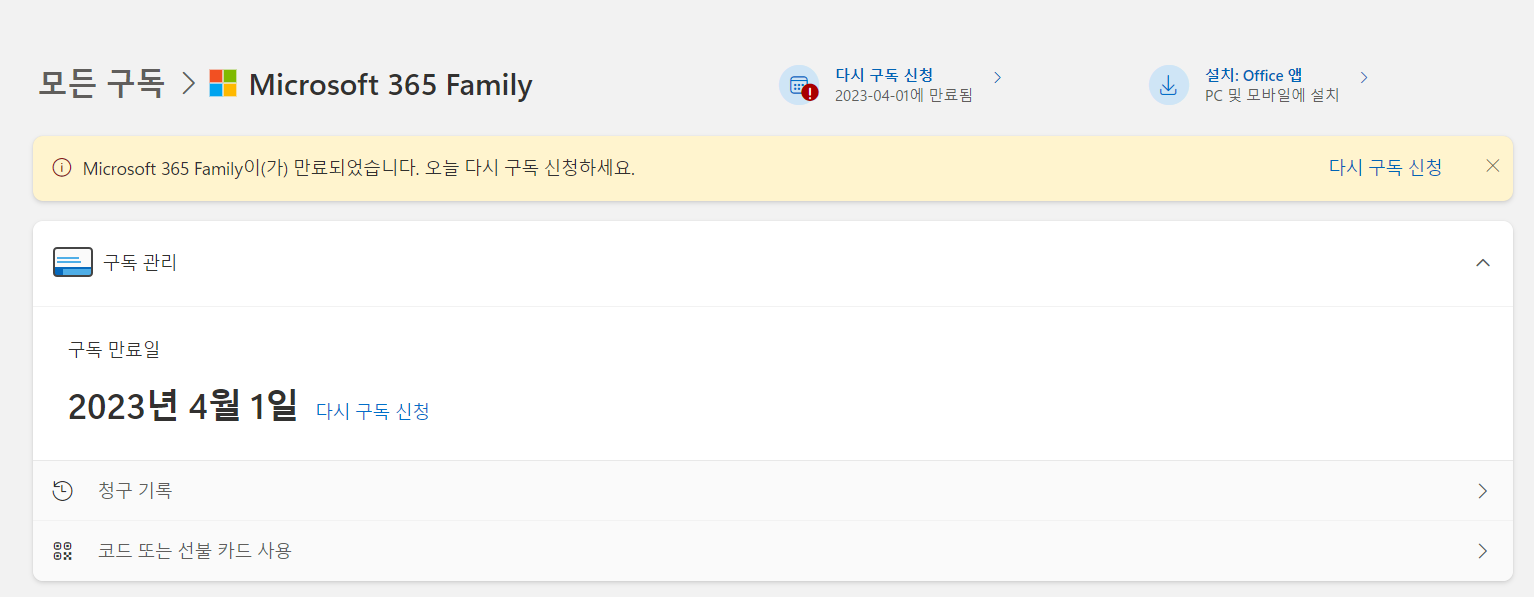 모든 구독 > Microsoft 365 Family
다시 구독 신청
2023-04-01에 만료됨
설치: Office 앱
PC 및 모바일에 설치
Microsoft 365 Family이(가) 만료되었습니다. 오늘 다시 구독 신청하세요.
다시 구독 신청
구독 관리
구독 만료일
2023년 4월 1일 다시 구독 신청
청구 기록
코드 또는 선불 카드 사용